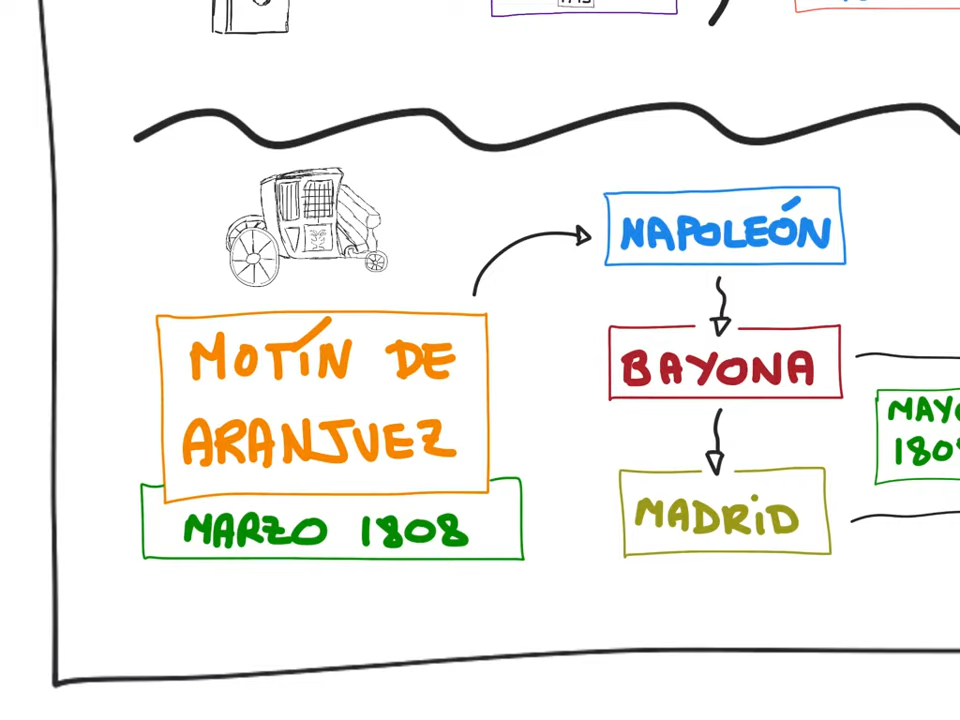 MOTÍN DE
ARANJUEZ
MARZO 1808
NAPOLEÓN
BAYONA
MADRID